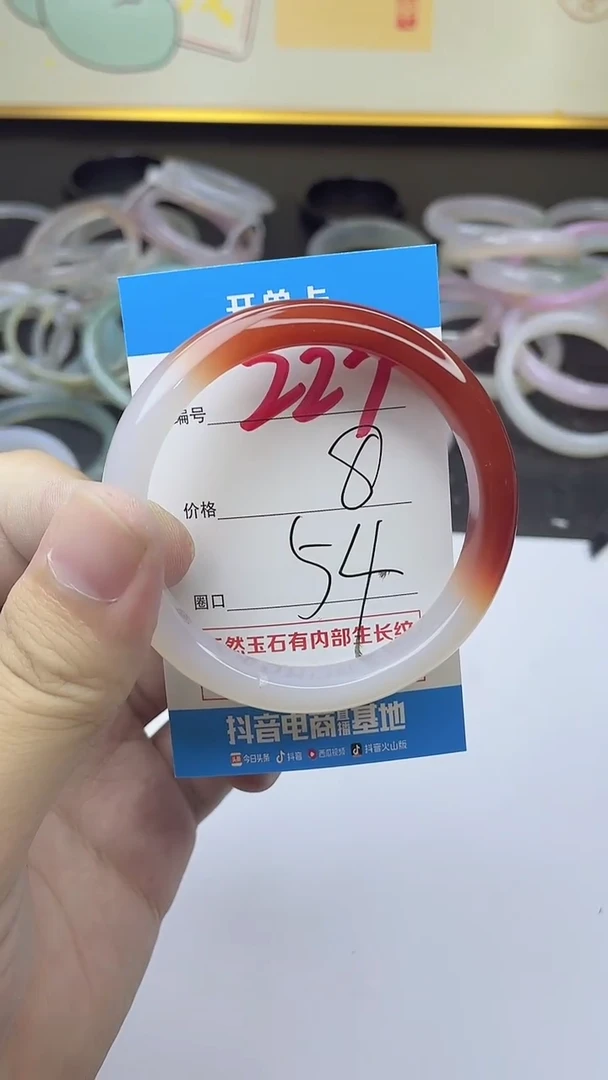 开单卡
编号 227
价格 8
圈口 54
天然玉石有内部生长纹
抖音电商直播基地
今日头条 抖音 西瓜视频 抖音火山版